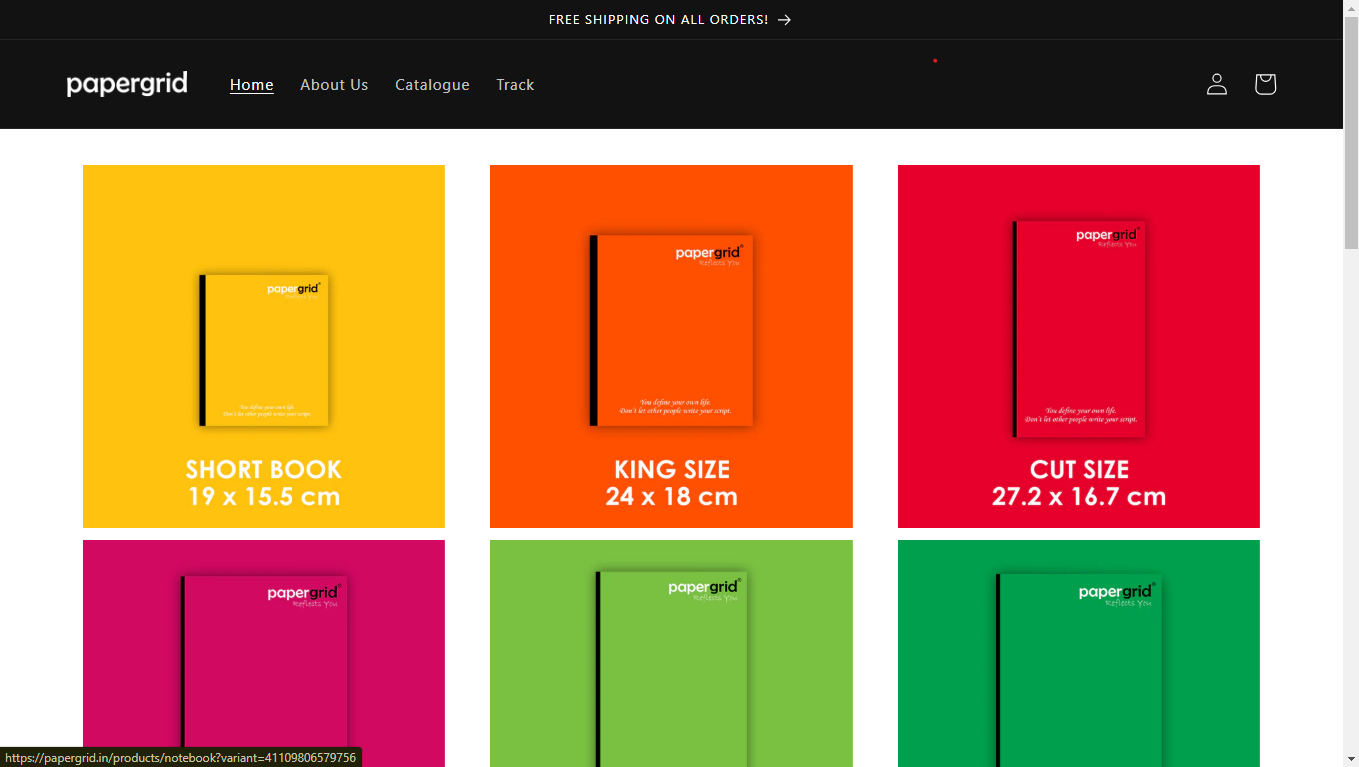 FREE SHIPPING ON ALL ORDERS! →
papergrid
Home About Us Catalogue Track
papergrid
Reflects You
You define your own life.
Don't let other people write your script.
SHORT BOOK
19 x 15.5 cm
papergrid®
Reflects You
You define your own life.
Don't let other people write your script.
KING SIZE
24 x 18 cm
papergrid
Reflects You
You define your own life.
Don't let other people write your script.
CUT SIZE
27.2 x 16.7 cm
papergrid®
Reflects You
papergrid®
Reflects You
papergrid®
Reflects You
https://papergrid.in/products/notebook?variant=41109806579756